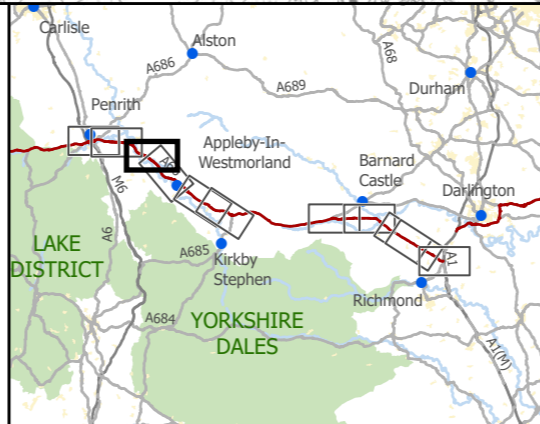 Carlisle
Alston
A68
A686
A689
Durham
Penrith
Appleby-In-
Westmorland
Barnard
Castle
Darlington
M6
A6
LAKE
DISTRICT
A685
Kirkby
Stephen
A1
Richmond
A684
YORKSHIRE
DALES
A1(M)